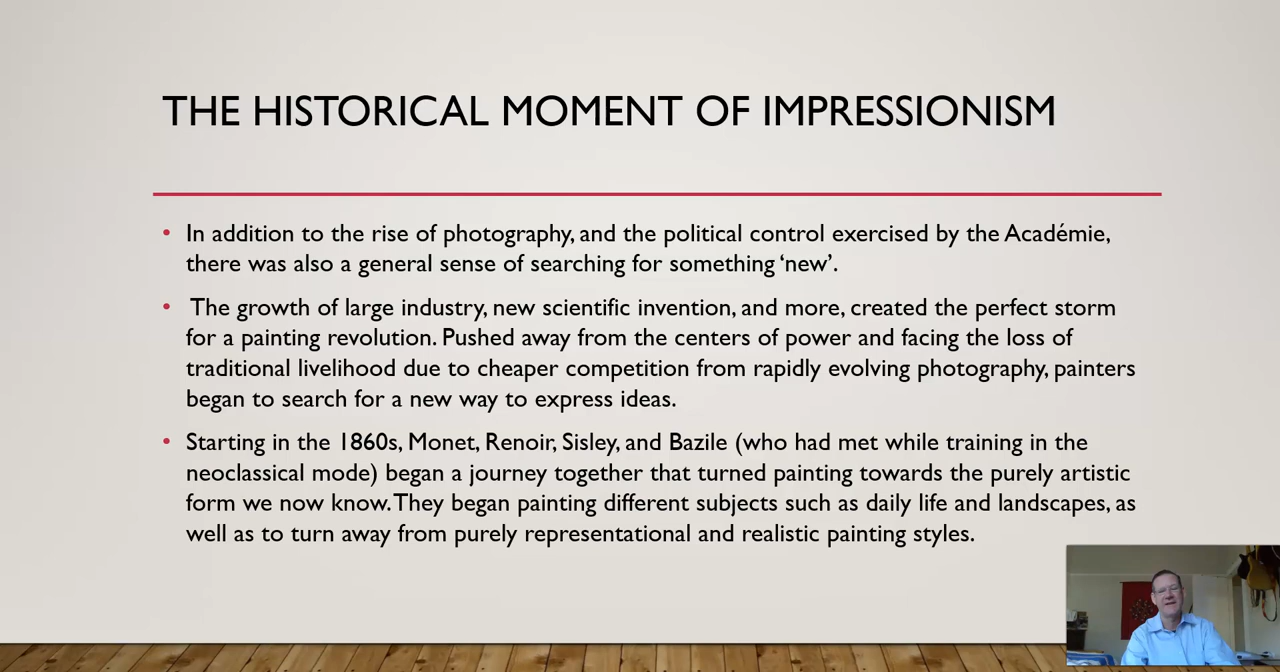 THE HISTORICAL MOMENT OF IMPRESSIONISM
• In addition to the rise of photography, and the political control exercised by the Académie,
there was also a general sense of searching for something ‘new’.
• The growth of large industry, new scientific invention, and more, created the perfect storm
for a painting revolution. Pushed away from the centers of power and facing the loss of
traditional livelihood due to cheaper competition from rapidly evolving photography, painters
began to search for a new way to express ideas.
• Starting in the 1860s, Monet, Renoir, Sisley, and Bazile (who had met while training in the
neoclassical mode) began a journey together that turned painting towards the purely artistic
form we now know. They began painting different subjects such as daily life and landscapes, as
well as to turn away from purely representational and realistic painting styles.